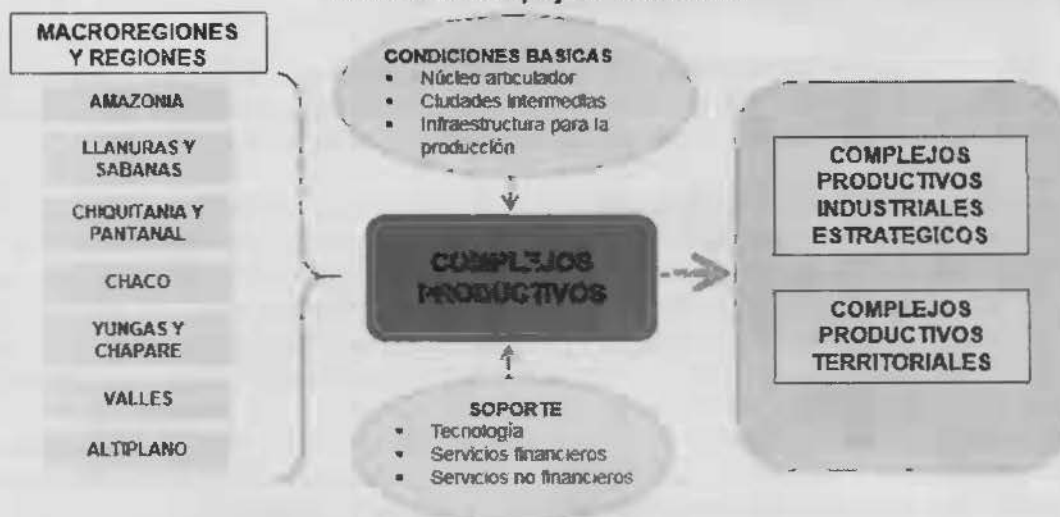 MACROREGIONES
Y REGIONES
AMAZONIA
LLANURAS Y
SABANAS
CHIQUITANIA Y
PANTANAL
CHACO
YUNGAS Y
CHAPARE
VALLES
ALTIPLANO
CONDICIONES BASICAS
▪ Núcleo articulador
▪ Ciudades intermedias
▪ Infraestructura para la
producción
COMPLEJOS
PRODUCTIVOS
SOPORTE
▪ Tecnología
▪ Servicios financieros
▪ Servicios no financieros
COMPLEJOS
PRODUCTIVOS
INDUSTRIALES
ESTRATEGICOS
COMPLEJOS
PRODUCTIVOS
TERRITORIALES